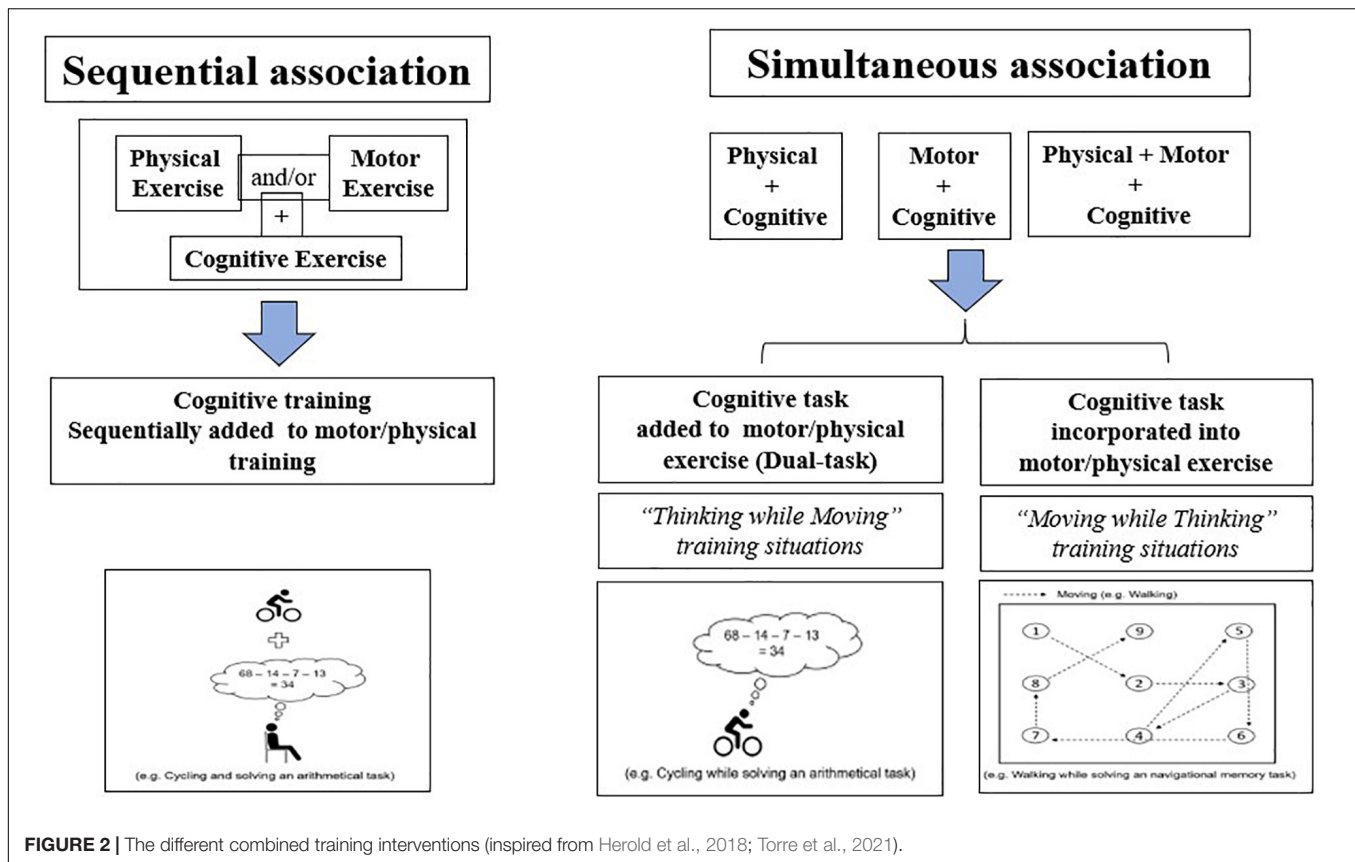 Sequential association
Physical
Exercise
and/or
Motor
Exercise
+
Cognitive Exercise
Cognitive training
Sequentially added to motor/physical
training
68 – 14 – 7 – 13
= 34
(e.g. Cycling and solving an arithmetical task)
Simultaneous association
Physical
+
Cognitive
Motor
+
Cognitive
Physical + Motor
+
Cognitive
Cognitive task
added to motor/physical
exercise (Dual-task)
"Thinking while Moving"
training situations
68 – 14 – 7 – 13
= 34
(e.g. Cycling while solving an arithmetical task)
Cognitive task
incorporated into
motor/physical exercise
"Moving while Thinking"
training situations
Moving (e.g. Walking)
1 9 5
8 2 3
7 4 6
(e.g. Walking while solving an navigational memory task)
FIGURE 2 | The different combined training interventions (inspired from Herold et al., 2018; Torre et al., 2021).